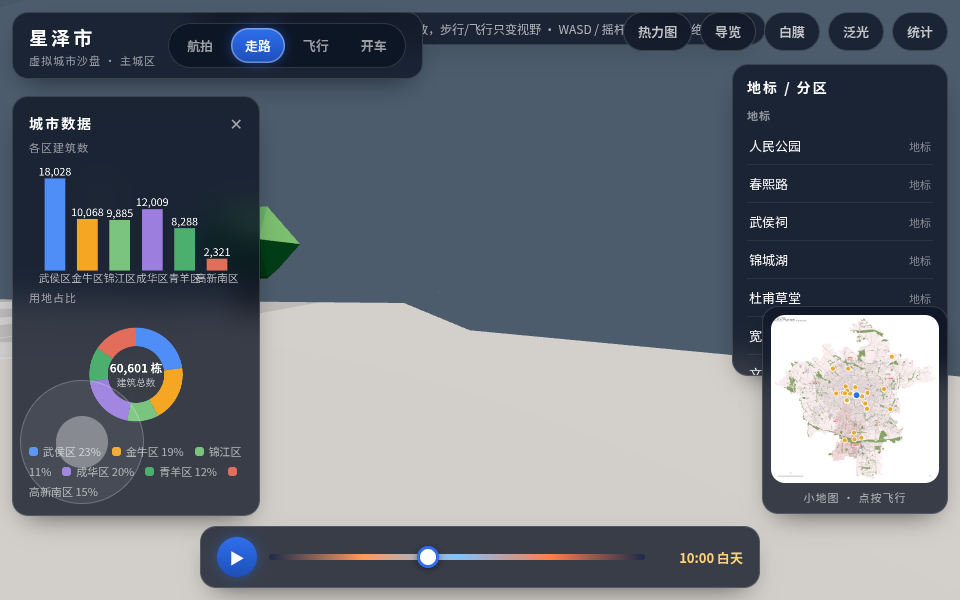 星泽市
虚拟城市沙盘 · 主城区
航拍 走路 飞行 开车
，步行/飞行只变视野 · WASD / 摇杆
热力图 导览 白膜 泛光 统计
城市数据 ×
各区建筑数
18,028 10,068 9,885 12,009 8,288 2,321
武侯区 金牛区 锦江区 成华区 青羊区 高新南区
用地占比
60,601 栋
建筑总数
武侯区 23% 金牛区 19% 锦江区
11% 成华区 20% 青羊区 12%
高新南区 15%
地标 / 分区
地标
人民公园 地标
春熙路 地标
武侯祠 地标
锦城湖 地标
杜甫草堂 地标
宽
小地图 · 点按飞行
10:00 白天